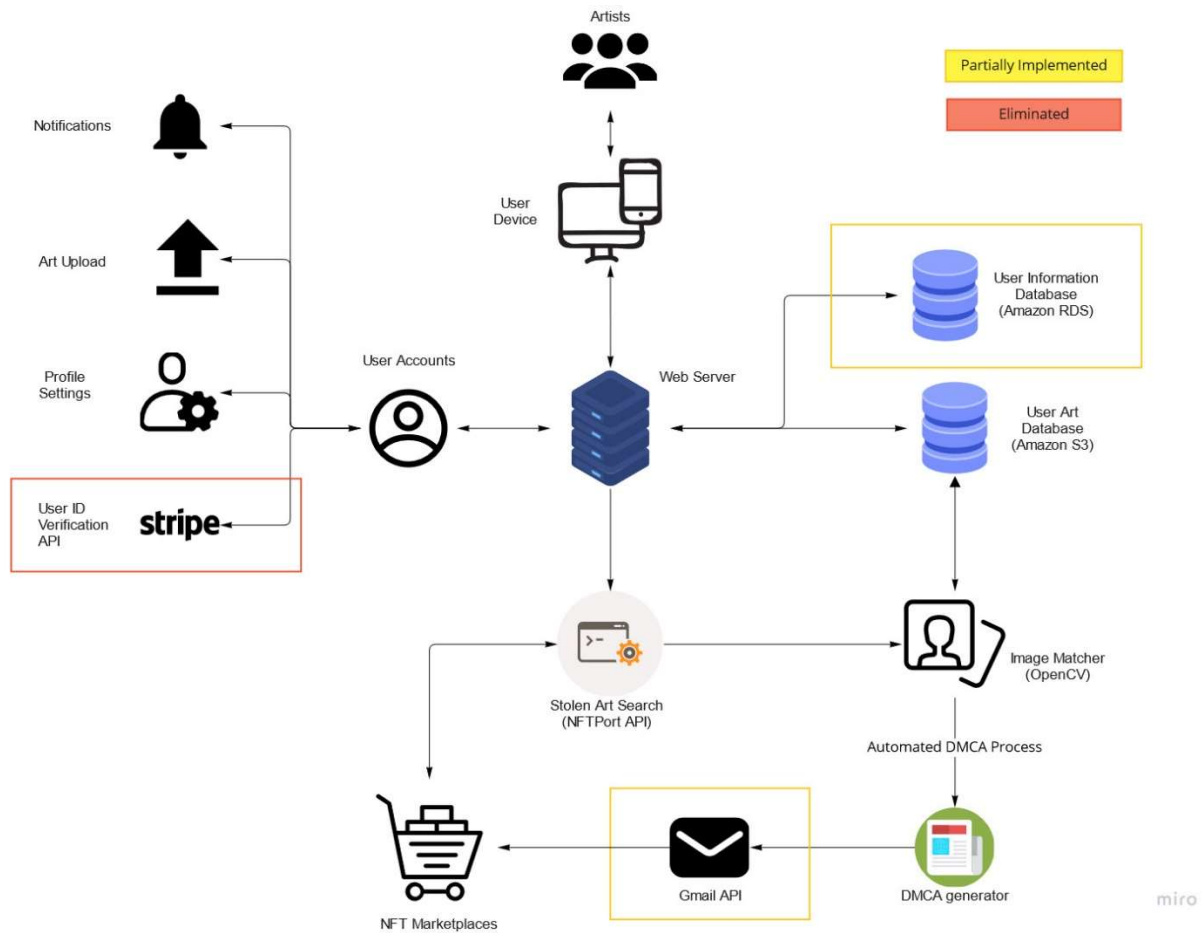 Artists
Partially Implemented
Eliminated
Notifications
User
Device
Art Upload
User Information
Database
(Amazon RDS)
Profile
Settings
User Accounts
Web Server
User Art
Database
(Amazon S3)
User ID
Verification
API
stripe
>-
Stolen Art Search
(NFTPort API)
Image Matcher
(OpenCV)
Automated DMCA Process
NFT Marketplaces
Gmail API
DMCA generator
miro